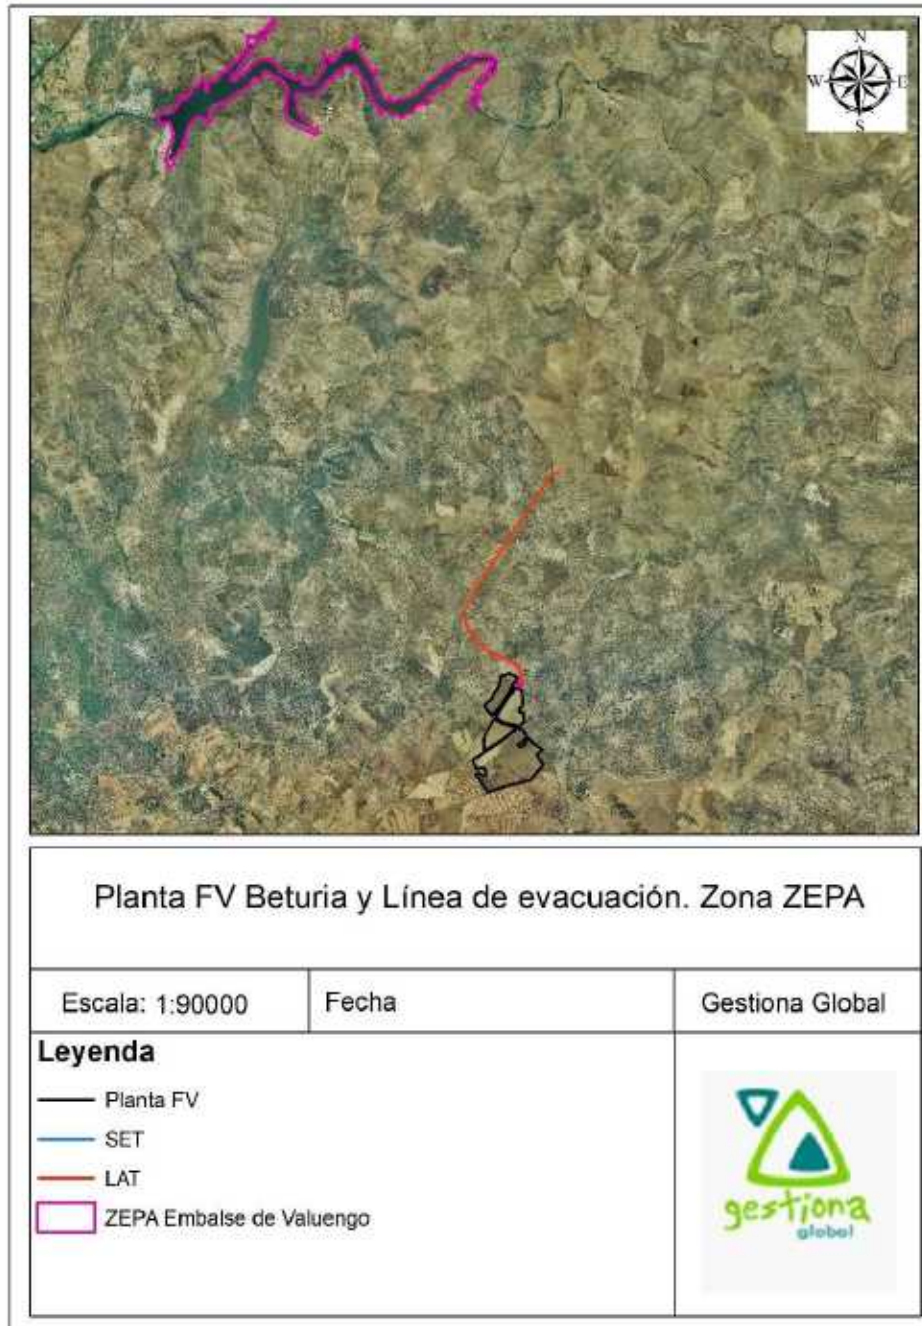 N
W E
S
Planta FV Beturia y Línea de evacuación. Zona ZEPA
Escala: 1:90000 Fecha Gestiona Global
Leyenda
Planta FV
SET
LAT
ZEPA Embalse de Valuengo
gestiona
global